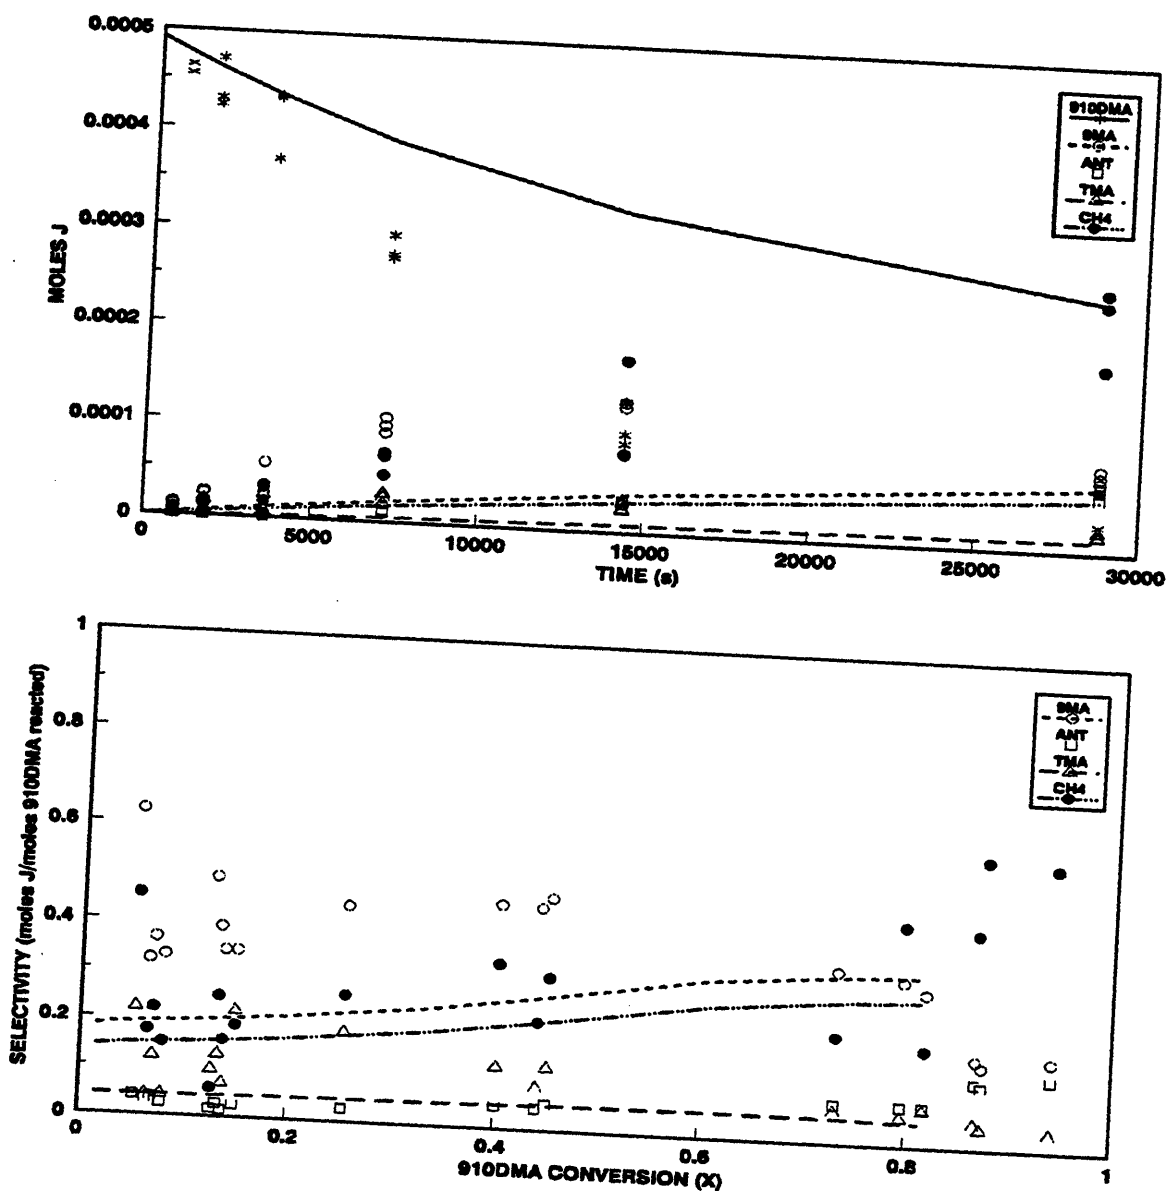 0.0005
0.0004
0.0003
0.0002
0.0001
0
MOLES J
910DMA
9MA
ANT
TMA
CH4
0
5000
10000
15000
20000
25000
30000
TIME (s)
1
0.8
0.6
0.4
0.2
0
SELECTIVITY (moles J/moles 910DMA reacted)
9MA
ANT
TMA
CH4
0
0.2
0.4
0.6
0.8
1
910DMA CONVERSION (X)